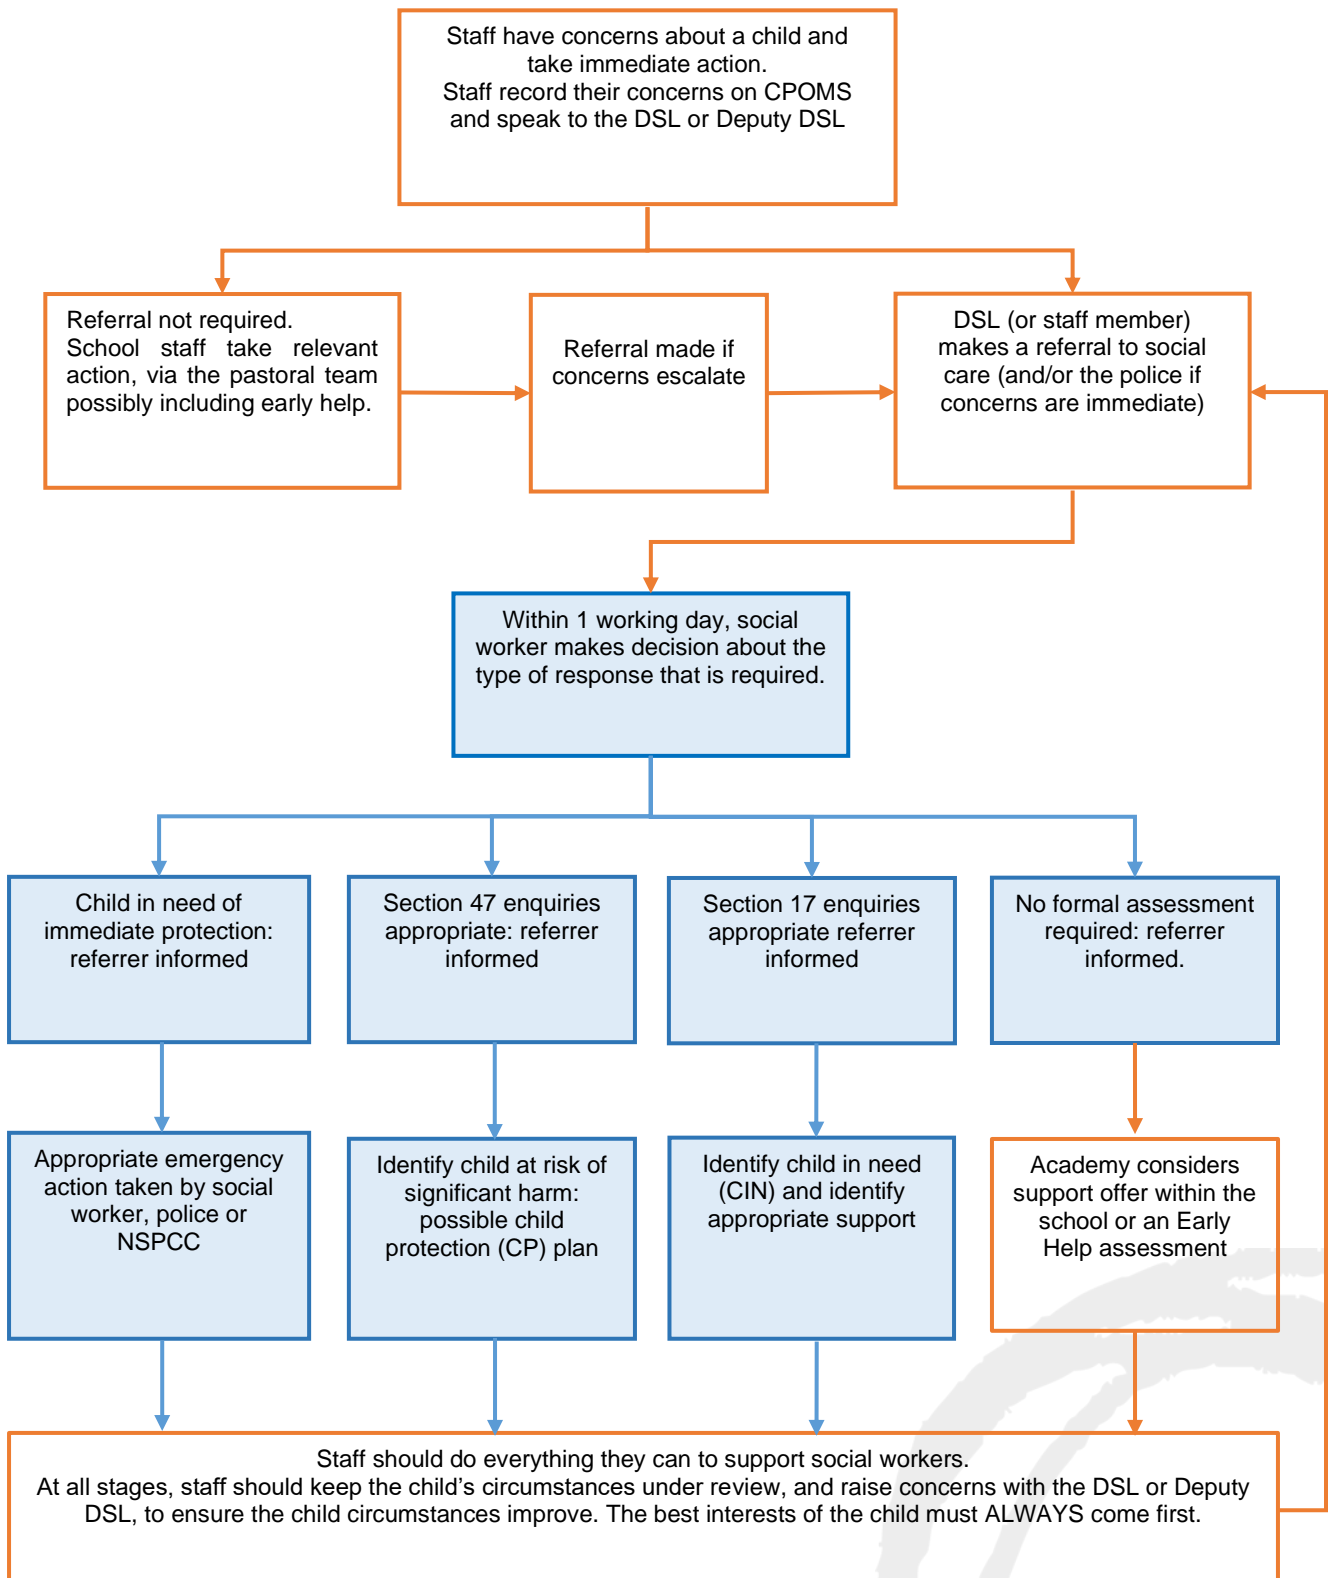 Staff have concerns about a child and
take immediate action.
Staff record their concerns on CPOMS
and speak to the DSL or Deputy DSL
Referral not required.
School staff take relevant
action, via the pastoral team
possibly including early help.
Referral made if
concerns escalate
DSL (or staff member)
makes a referral to social
care (and/or the police if
concerns are immediate)
Within 1 working day, social
worker makes decision about the
type of response that is required.
Child in need of
immediate protection:
referrer informed
Section 47 enquiries
appropriate: referrer
informed
Section 17 enquiries
appropriate referrer
informed
No formal assessment
required: referrer
informed.
Appropriate emergency
action taken by social
worker, police or
NSPCC
Identify child at risk of
significant harm:
possible child
protection (CP) plan
Identify child in need
(CIN) and identify
appropriate support
Academy considers
support offer within the
school or an Early
Help assessment
Staff should do everything they can to support social workers.
At all stages, staff should keep the child’s circumstances under review, and raise concerns with the DSL or Deputy
DSL, to ensure the child circumstances improve. The best interests of the child must ALWAYS come first.